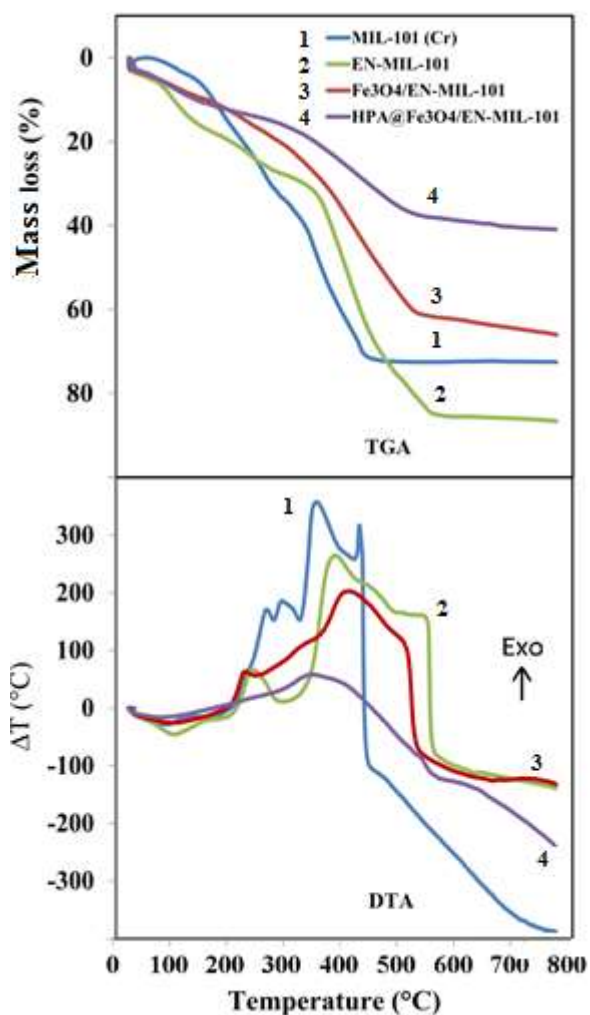 1 MIL-101 (Cr)
2 EN-MIL-101
3 Fe3O4/EN-MIL-101
4 HPA@Fe3O4/EN-MIL-101
0
20
40
60
80
Mass loss (%)
4
3
1
2
TGA
300
200
100
0
-100
-200
-300
ΔT (°C)
1
2
Exo
↑
3
4
DTA
0 100 200 300 400 500 600 700 800
Temperature (°C)